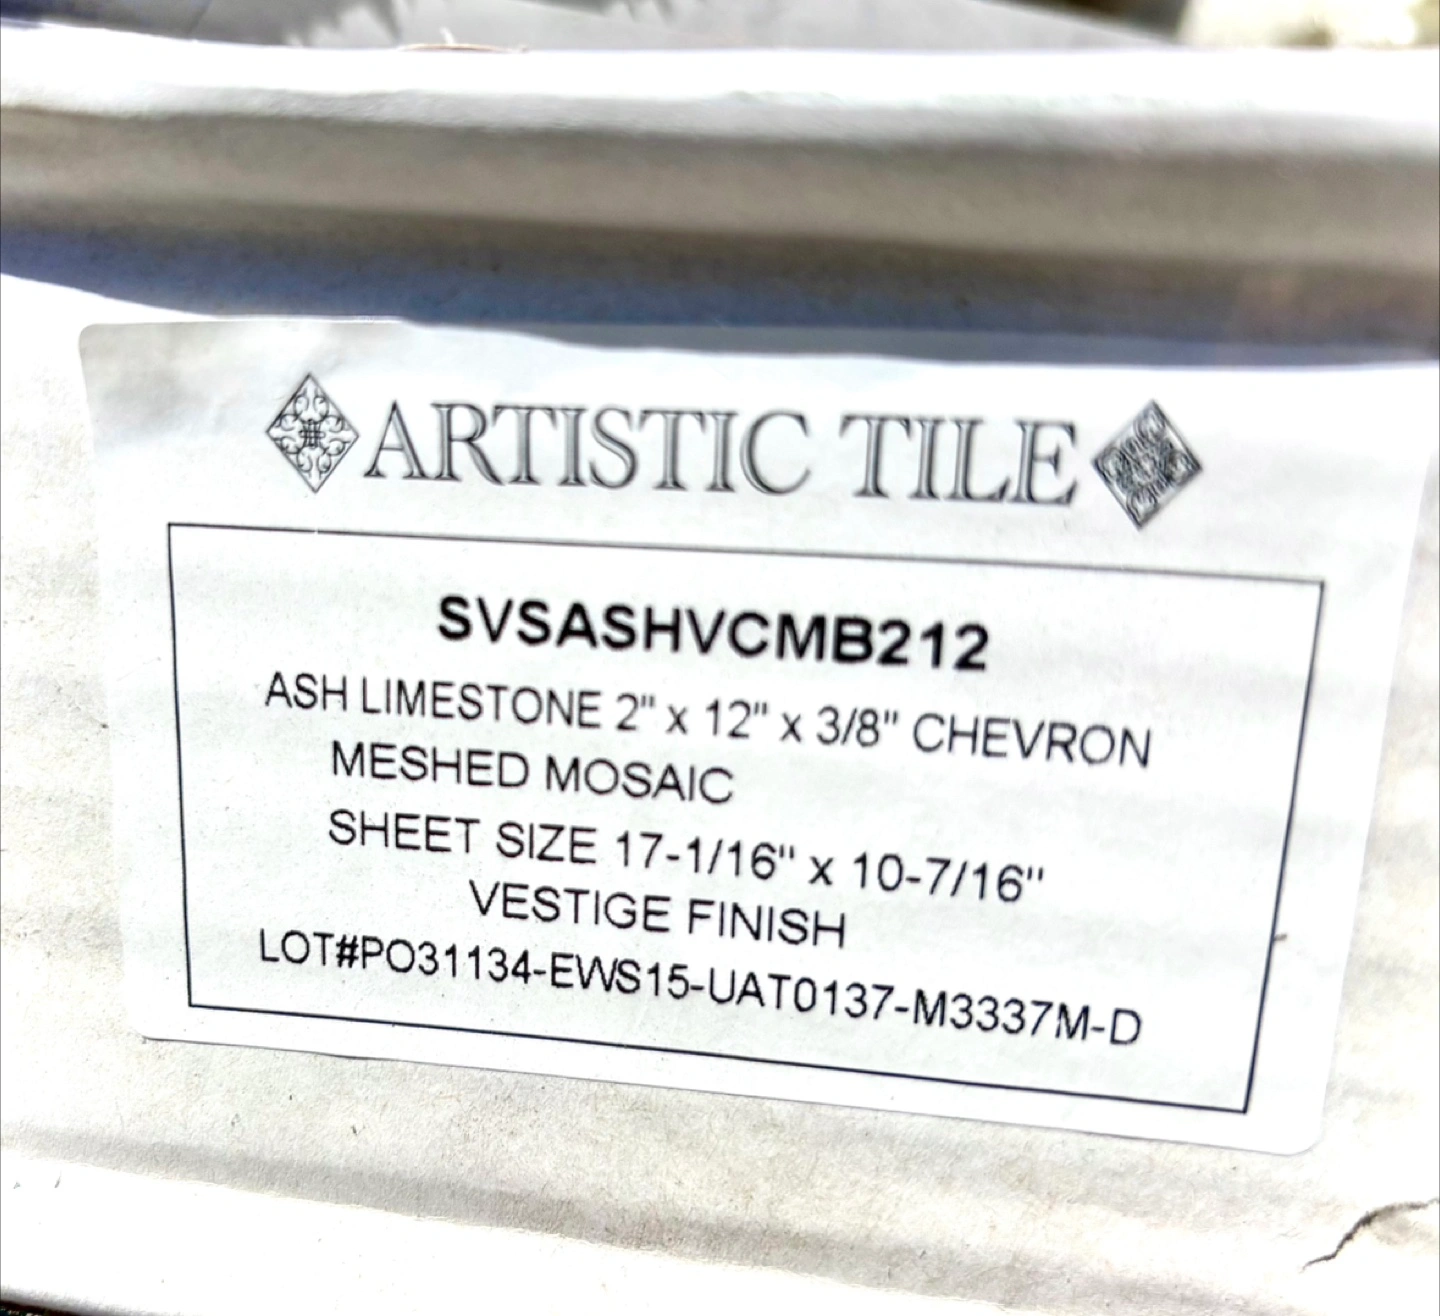 ARTISTIC TILE
SVSASHVCMB212
ASH LIMESTONE 2" x 12" x 3/8" CHEVRON
MESHED MOSAIC
SHEET SIZE 17-1/16" x 10-7/16"
VESTIGE FINISH
LOT#PO31134-EWS15-UAT0137-M3337M-D